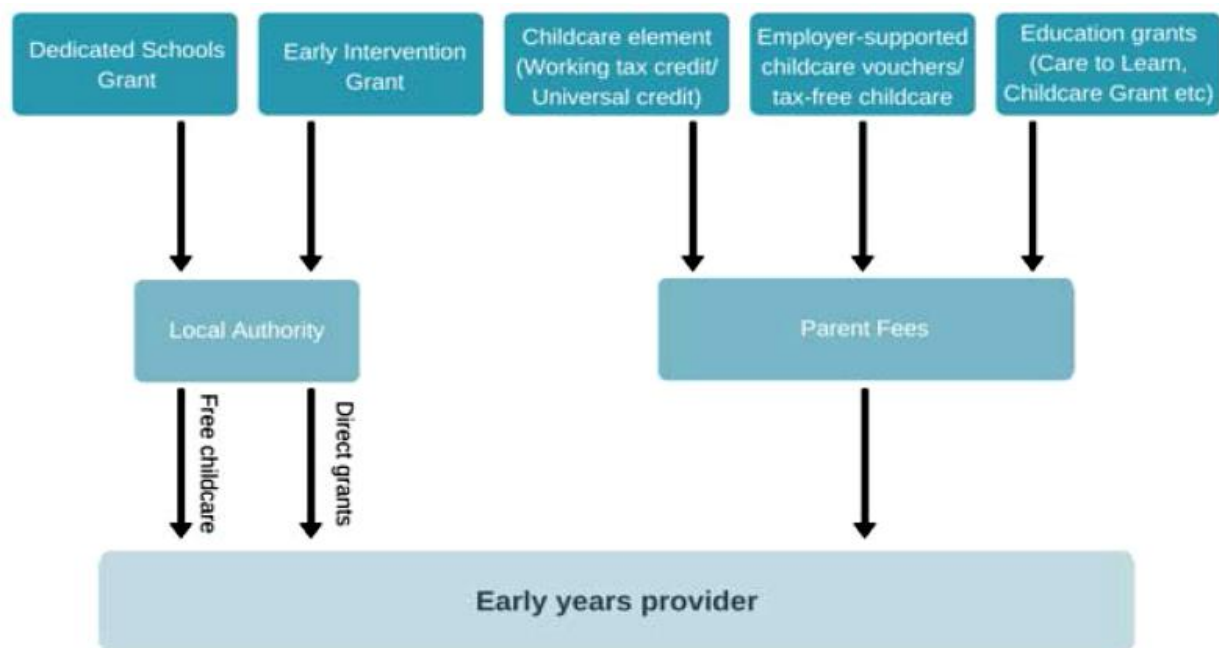 Dedicated Schools
Grant
Early Intervention
Grant
Childcare element
(Working tax credit/
Universal credit)
Employer-supported
childcare vouchers/
tax-free childcare
Education grants
(Care to Learn,
Childcare Grant etc)
Local Authority
Parent Fees
Free childcare
Direct grants
Early years provider